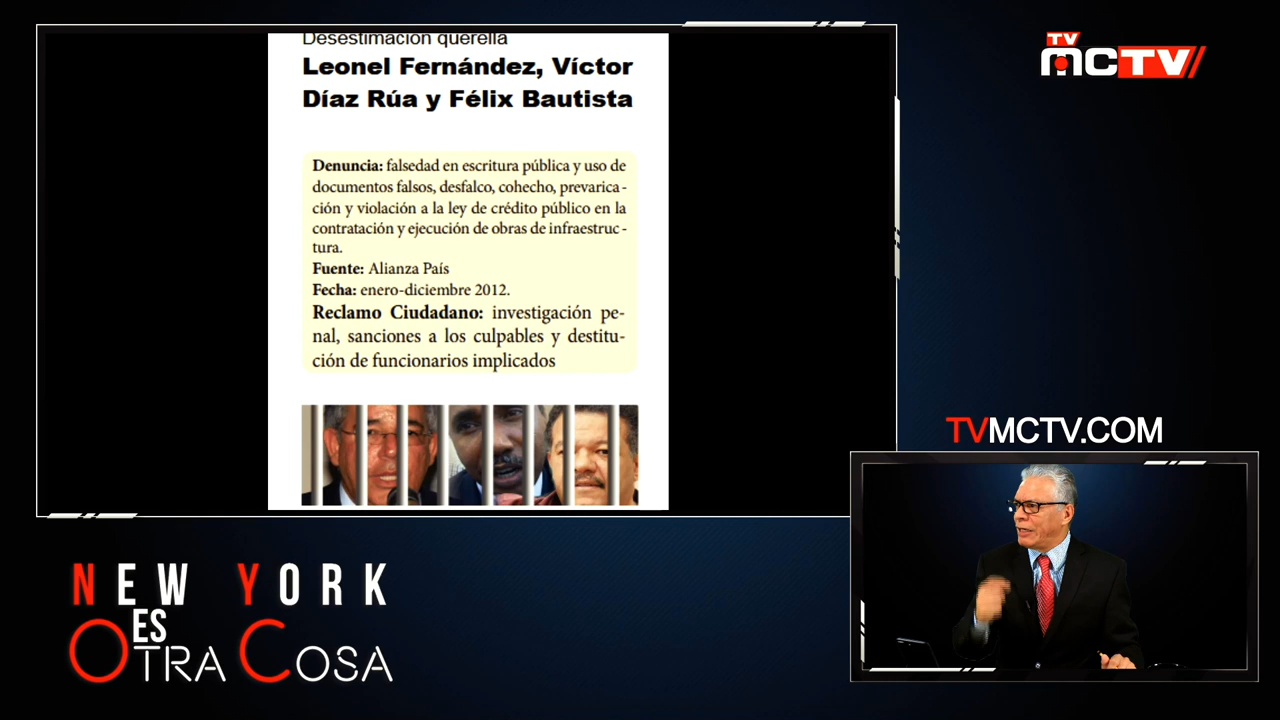 Desestimación querella
Leonel Fernández, Víctor
Díaz Rúa y Félix Bautista
Denuncia: falsedad en escritura pública y uso de
documentos falsos, desfalco, cohecho, prevarica-
ción y violación a la ley de crédito público en la
contratación y ejecución de obras de infraestruc-
tura.
Fuente: Alianza País
Fecha: enero-diciembre 2012.
Reclamo Ciudadano: investigación pe-
nal, sanciones a los culpables y destitu-
ción de funcionarios implicados
TV
MCTV
TVMCTV.COM
NEW YORK
ES
OTRA COSA